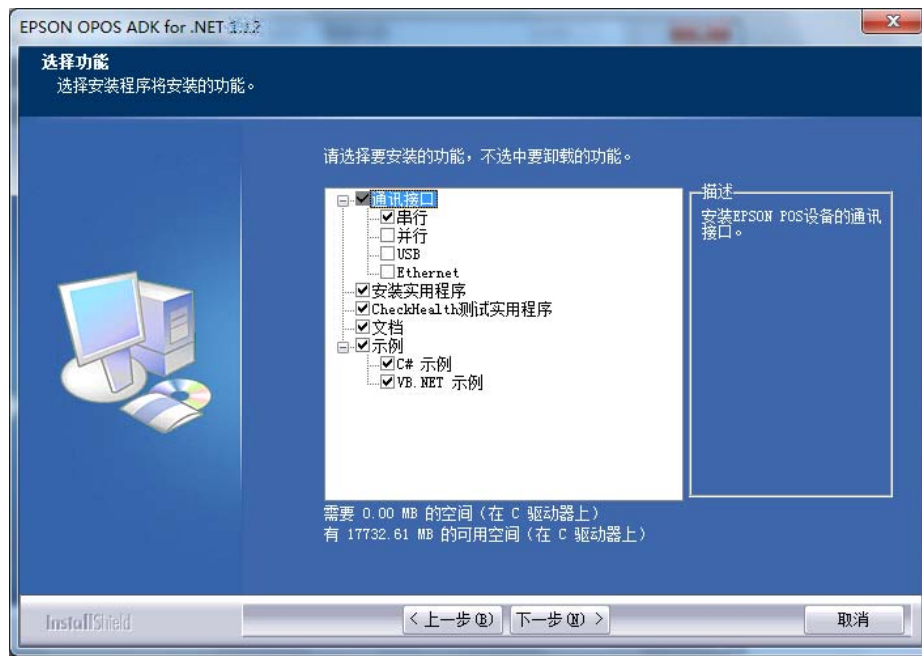 EPSON OPOS ADK for .NET 1.12
选择功能
选择安装程序将安装的功能。
请选择要安装的功能，不选中要卸载的功能。
通讯接口
串行
并行
USB
Ethernet
安装实用程序
CheckHealth测试实用程序
文档
示例
C# 示例
VB.NET 示例
描述
安装EPSON POS设备的通讯
接口。
需要 0.00 MB 的空间（在 C 驱动器上）
有 17732.61 MB 的可用空间（在 C 驱动器上）
InstallShield
< 上一步(B)
下一步(N) >
取消